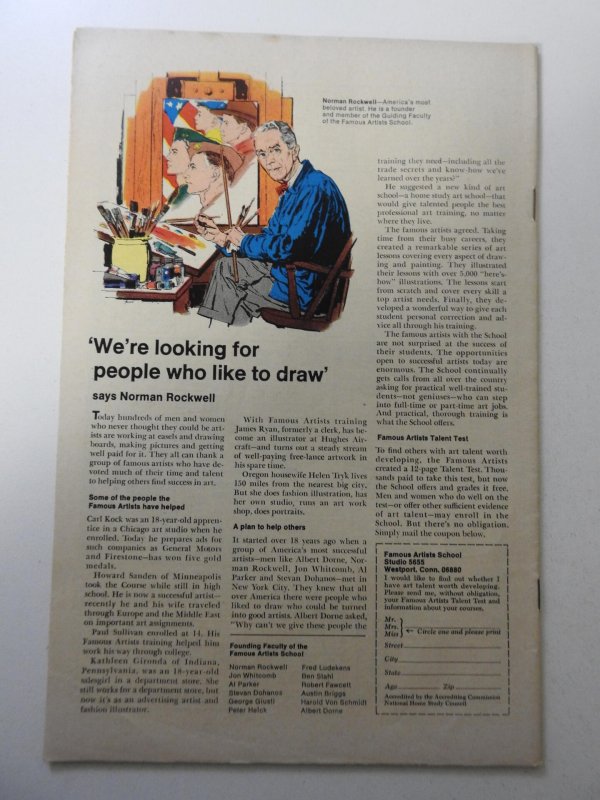 Norman Rockwell—America's most
beloved artist. He is a founder
and member of the Guiding Faculty
of the Famous Artists School.
'We're looking for
people who like to draw'
says Norman Rockwell
Today hundreds of men and women
who never thought they could be art-
ists are working at easels and drawing
boards, making pictures and getting
well paid for it. They all can thank a
group of famous artists who have de-
voted much of their time and talent
to helping others find success in art.
Some of the people the
Famous Artists have helped
Carl Kock was an 18-year-old appren-
tice in a Chicago art studio when he
enrolled. Today he prepares ads for
such companies as General Motors
and Firestone—has won five gold
medals.
Howard Sanden of Minneapolis
took the Course while still in high
school. He is now a successful artist—
recently he and his wife traveled
through Europe and the Middle East
on important art assignments.
Paul Sullivan enrolled at 14. His
Famous Artists training helped him
work his way through college.
Kathleen Gironda of Indiana,
Pennsylvania, was an 18-year-old
salesgirl in a department store. She
still works for a department store, but
now it's as an advertising artist and
fashion illustrator.
With Famous Artists training
James Ryan, formerly a clerk, has be-
come an illustrator at Hughes Air-
craft—and turns out a steady stream
of well-paying free-lance artwork in
his spare time.
Oregon housewife Helen Tryk lives
150 miles from the nearest big city.
But she does fashion illustration, has
her own studio, runs an art work
shop, does portraits.
A plan to help others
It started over 18 years ago when a
group of America's most successful
artists—men like Albert Dorne, Nor-
man Rockwell, Jon Whitcomb, Al
Parker and Stevan Dohanos—met in
New York City. They knew that all
over America there were people who
liked to draw who could be turned
into good artists. Albert Dorne asked,
"Why can't we give these people the
Founding Faculty of the
Famous Artists School
Norman Rockwell
Jon Whitcomb
Al Parker
Stevan Dohanos
George Giusti
Peter Helck
Fred Ludekens
Ben Stahl
Robert Fawcett
Austin Briggs
Harold Von Schmidt
Albert Dorne
training they need—including all the
trade secrets and know-how we've
learned over the years?"
He suggested a new kind of art
school—a home study art school—that
would give talented people the best
professional art training, no matter
where they live.
The famous artists agreed. Taking
time from their busy careers, they
created a remarkable series of art
lessons covering every aspect of draw-
ing and painting. They illustrated
their lessons with over 5,000 "here's-
how" illustrations. The lessons start
from scratch and cover every skill a
top artist needs. Finally, they de-
veloped a wonderful way to give each
student personal correction and ad-
vice all through his training.
The famous artists with the School
are not surprised at the success of
their students. The opportunities
open to successful artists today are
enormous. The School continually
gets calls from all over the country
asking for practical well-trained stu-
dents—not geniuses—who can step
into full-time or part-time art jobs.
And practical, thorough training is
what the School offers.
Famous Artists Talent Test
To find others with art talent worth
developing, the Famous Artists
created a 12-page Talent Test. Thou-
sands paid to take this test, but now
the School offers and grades it free.
Men and women who do well on the
test—or offer other sufficient evidence
of art talent—may enroll in the
School. But there's no obligation.
Simply mail the coupon below.
Famous Artists School
Studio 5655
Westport, Conn. 06880
I would like to find out whether I
have art talent worth developing.
Please send me, without obligation,
your Famous Artists Talent Test and
information about your courses.
Mr.
Mrs.
Miss
Circle one and please print
Street
City
State
Age Zip
Accredited by the Accrediting Commission
National Home Study Council